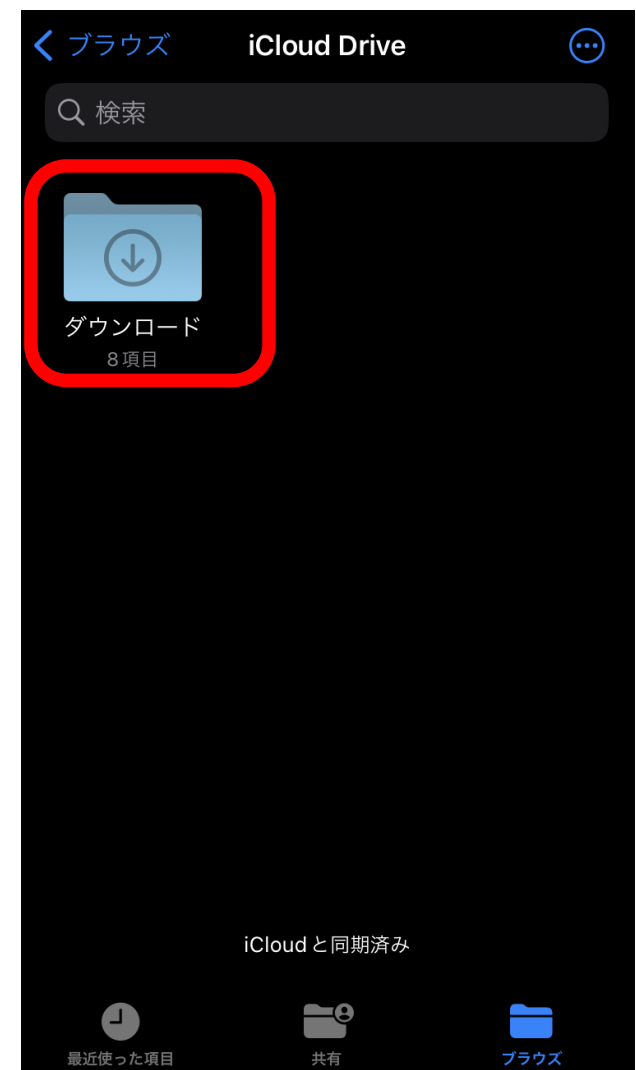 ブラウズ
iCloud Drive
検索
ダウンロード
8項目
iCloudと同期済み
最近使った項目
共有
ブラウズ